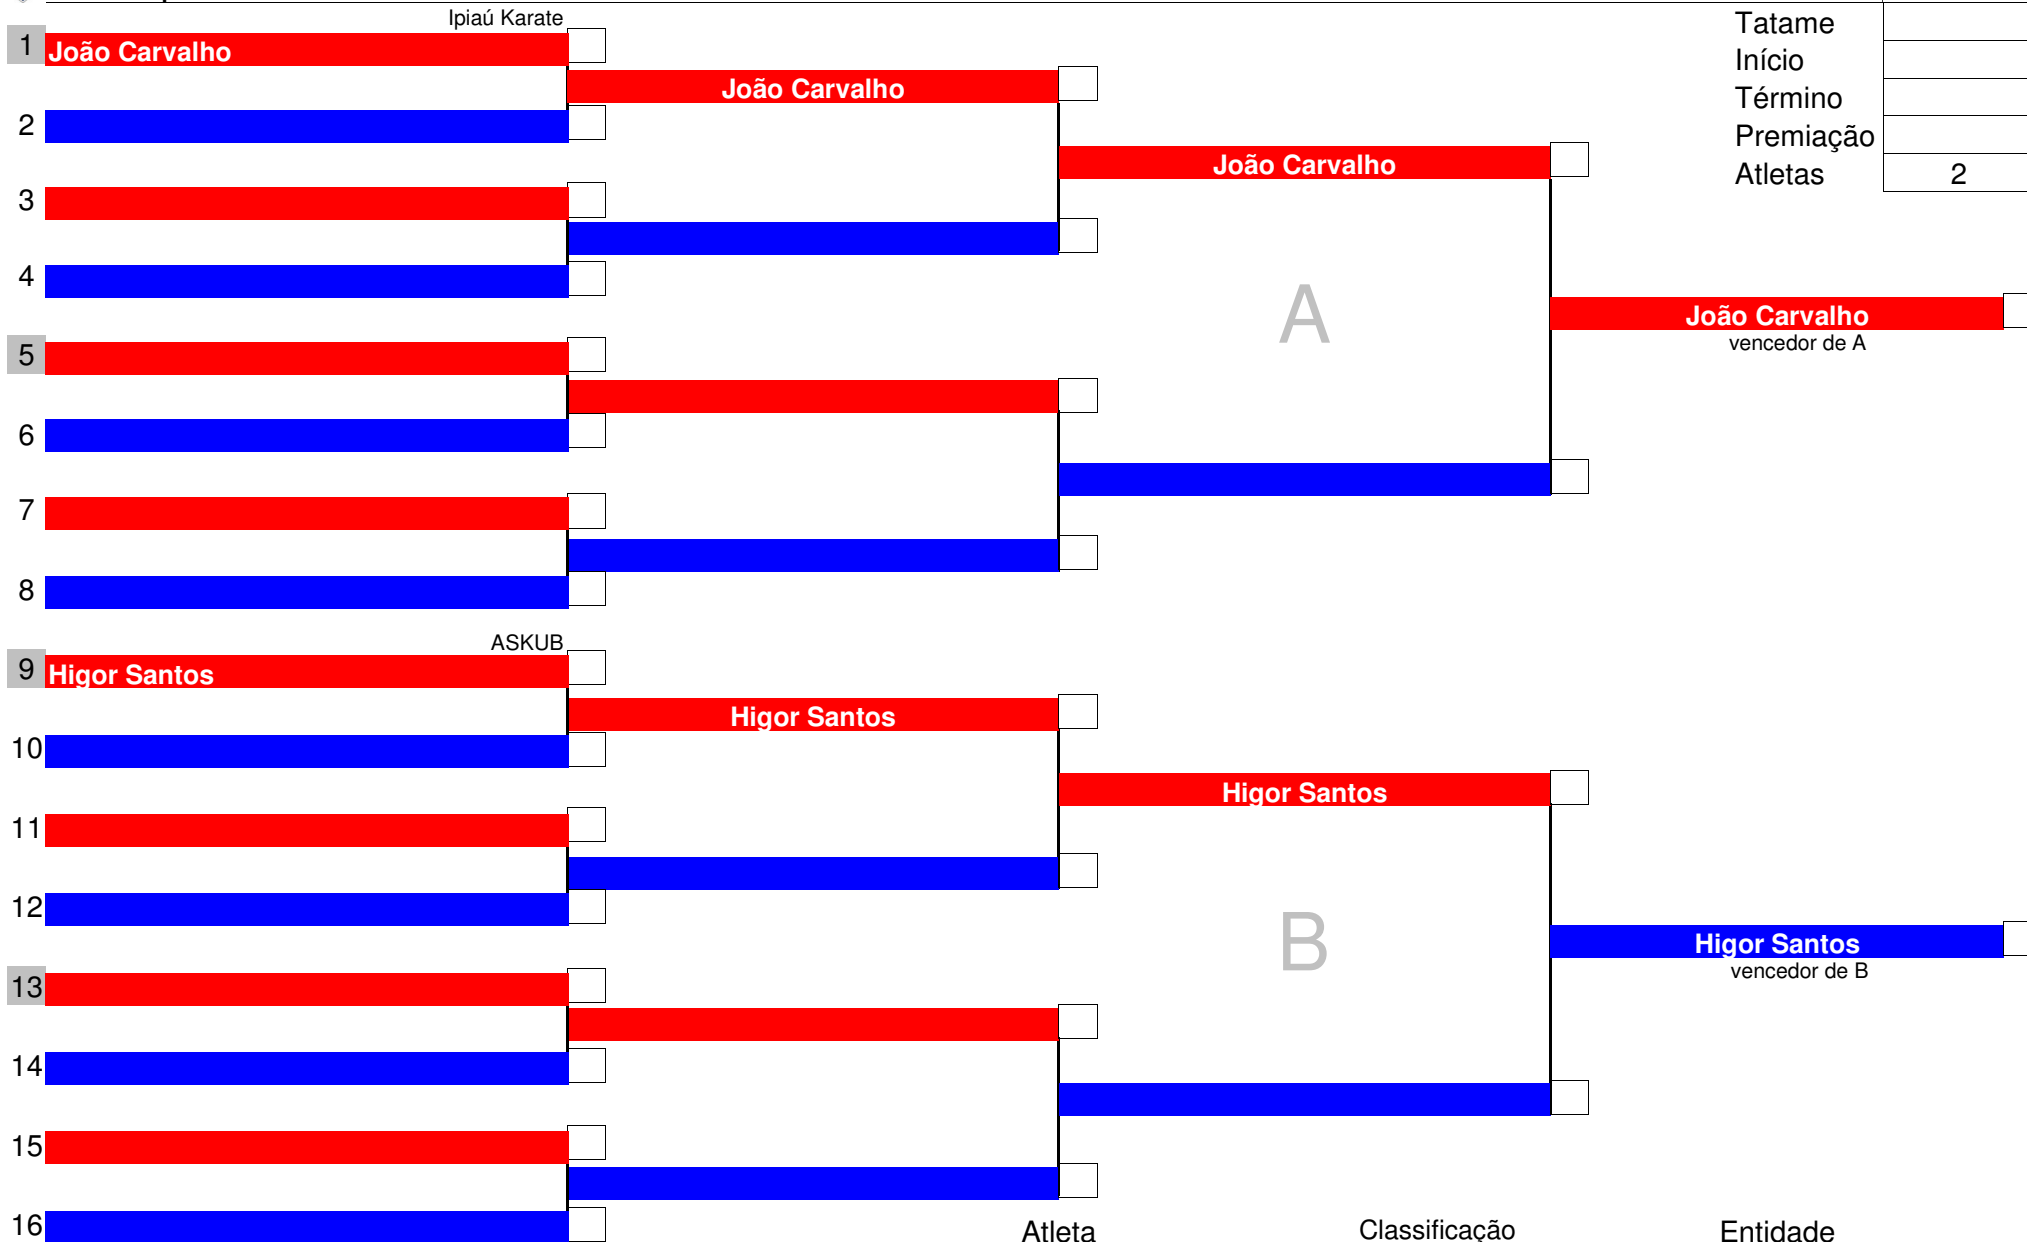 Ipiaú Karate
Tatame
1 João Carvalho
Início
João Carvalho
Término
2
Premiação
João Carvalho
Atletas 2
3
4
A
João Carvalho
vencedor de A
5
6
7
8
ASKUB
9 Higor Santos
Higor Santos
10
Higor Santos
11
12
B
Higor Santos
vencedor de B
13
14
15
16
Atleta Classificação Entidade